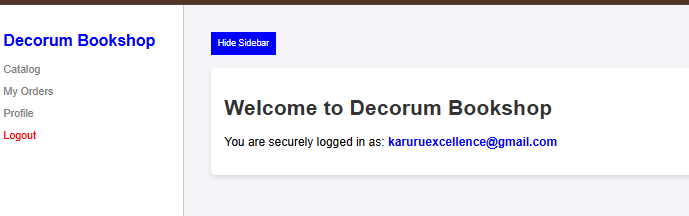 Decorum Bookshop
Catalog
My Orders
Profile
Logout
Hide Sidebar
Welcome to Decorum Bookshop
You are securely logged in as: karuruexcellence@gmail.com